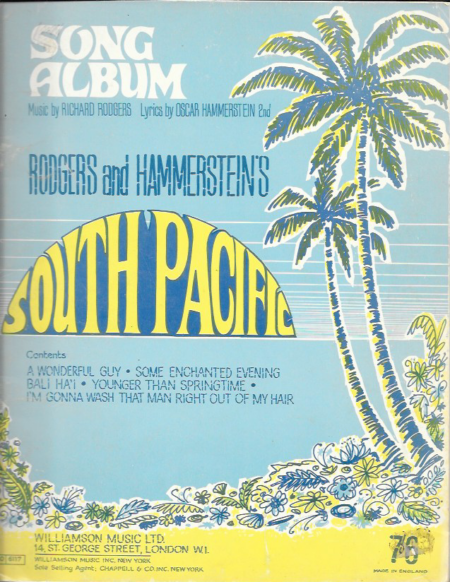 SONG
ALBUM
Music by RICHARD RODGERS Lyrics by OSCAR HAMMERSTEIN 2nd
RODGERS and HAMMERSTEIN'S
SOUTH PACIFIC
Contents
A WONDERFUL GUY • SOME ENCHANTED EVENING
BALI HA'I • YOUNGER THAN SPRINGTIME •
I'M GONNA WASH THAT MAN RIGHT OUT OF MY HAIR
WILLIAMSON MUSIC LTD.
14, ST. GEORGE STREET, LONDON W.1.
WILLIAMSON MUSIC INC. NEW YORK
Sole Selling Agent; CHAPPELL & CO. INC. NEW YORK
7/6
MADE IN ENGLAND